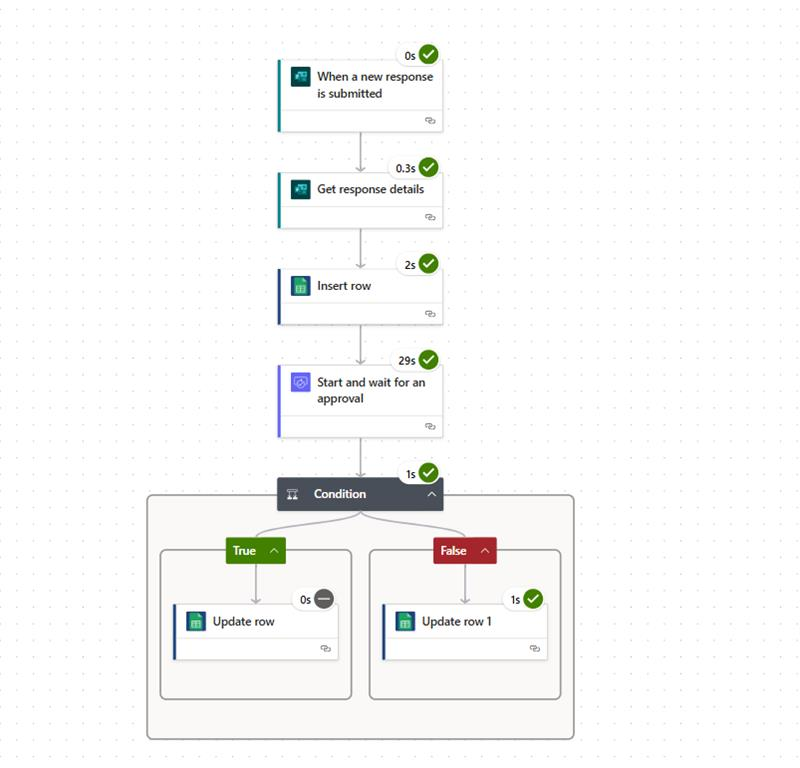 0s
When a new response
is submitted
0.3s
Get response details
2s
Insert row
29s
Start and wait for an
approval
1s
Condition
True
False
0s
Update row
1s
Update row 1